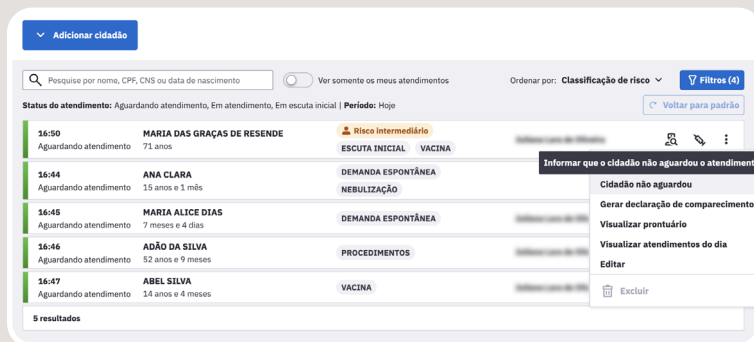 Adicionar cidadão
Pesquise por nome, CPF, CNS ou data de nascimento
Ver somente os meus atendimentos
Ordenar por: Classificação de risco
Filtros (4)
Status do atendimento: Aguardando atendimento, Em atendimento, Em escuta inicial | Período: Hoje
Voltar para padrão
16:50 MARIA DAS GRAÇAS DE RESENDE Risco intermediário
Aguardando atendimento 71 anos ESCUTA INICIAL VACINA
Informar que o cidadão não aguardou o atendiment
16:44 ANA CLARA DEMANDA ESPONTÂNEA
Aguardando atendimento 15 anos e 1 mês NEBULIZAÇÃO
16:45 MARIA ALICE DIAS DEMANDA ESPONTÂNEA
Aguardando atendimento 7 meses e 4 dias
16:46 ADÃO DA SILVA PROCEDIMENTOS
Aguardando atendimento 52 anos e 9 meses
16:47 ABEL SILVA VACINA
Aguardando atendimento 14 anos e 4 meses
Cidadão não aguardou
Gerar declaração de comparecimento
Visualizar prontuário
Visualizar atendimentos do dia
Editar
Excluir
5 resultados